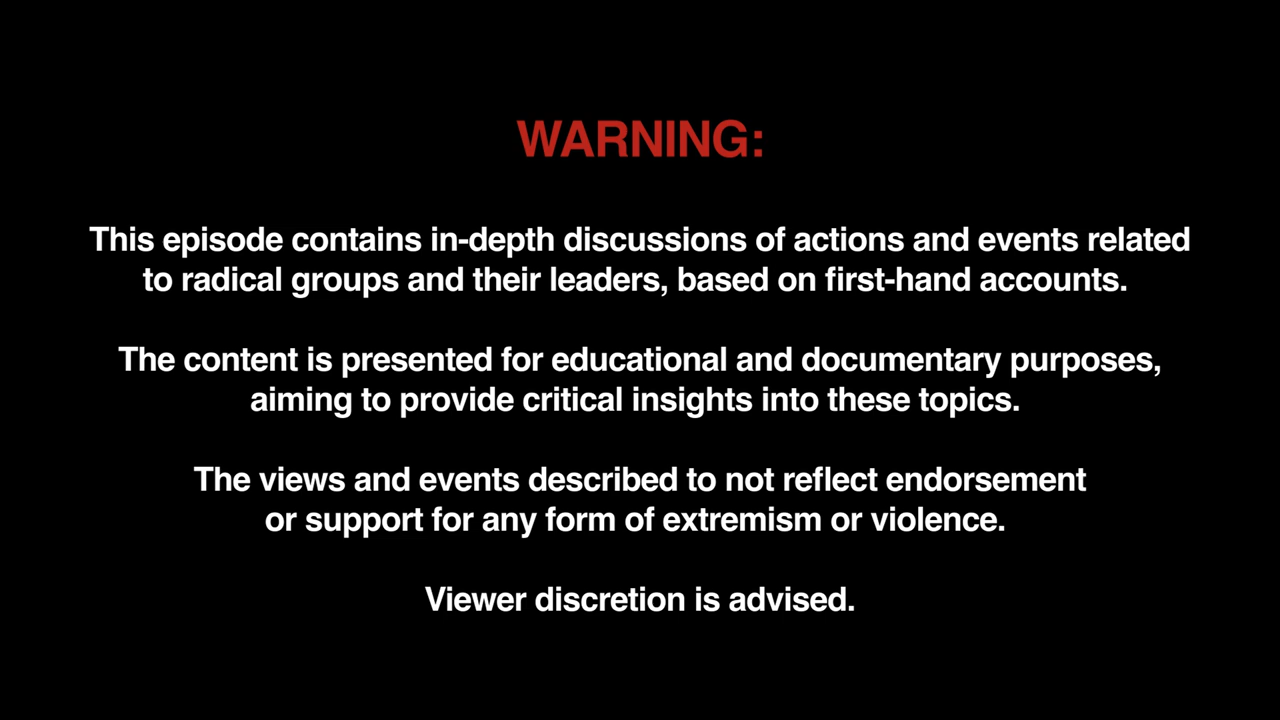 WARNING:
This episode contains in-depth discussions of actions and events related
to radical groups and their leaders, based on first-hand accounts.
The content is presented for educational and documentary purposes,
aiming to provide critical insights into these topics.
The views and events described to not reflect endorsement
or support for any form of extremism or violence.
Viewer discretion is advised.